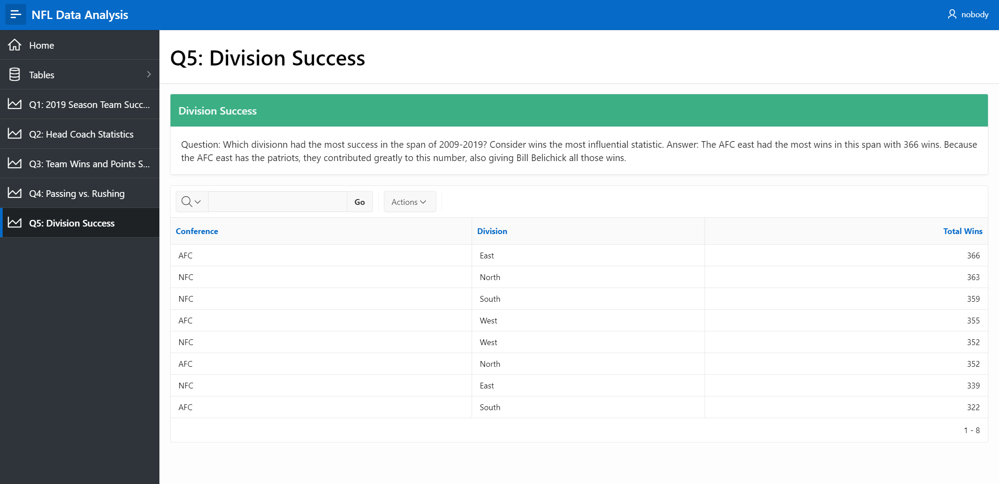 NFL Data Analysis
nobody
Home
Tables
Q1: 2019 Season Team Succ...
Q2: Head Coach Statistics
Q3: Team Wins and Points S...
Q4: Passing vs. Rushing
Q5: Division Success
Q5: Division Success
Division Success
Question: Which divisionn had the most success in the span of 2009-2019? Consider wins the most influential statistic. Answer: The AFC east had the most wins in this span with 366 wins. Because
the AFC east has the patriots, they contributed greatly to this number, also giving Bill Belichick all those wins.
Go Actions
Conference Division Total Wins
AFC East 366
NFC North 363
NFC South 359
AFC West 355
NFC West 352
AFC North 352
NFC East 339
AFC South 322
1 - 8